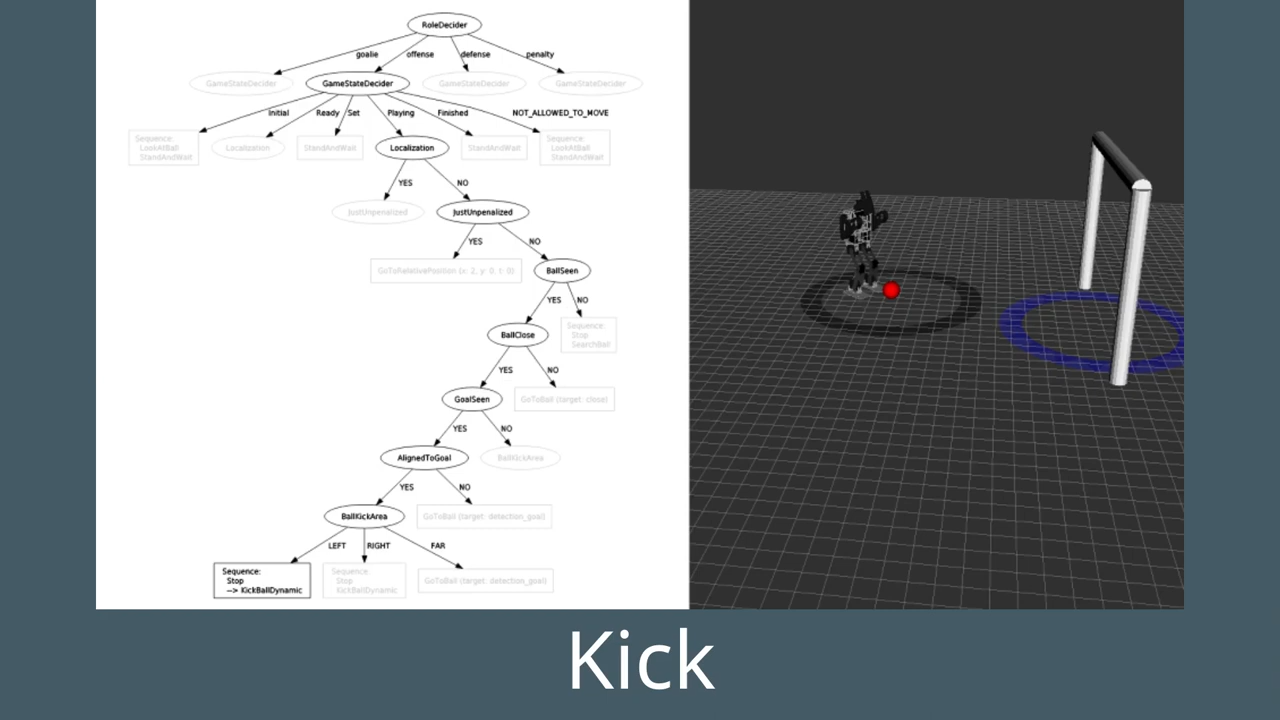 RoleDecider
goalie offense defense penalty
GameStateDecider GameStateDecider GameStateDecider GameStateDecider
Initial Ready Set Playing Finished NOT_ALLOWED_TO_MOVE
Sequence:
LookAtBall
StandAndWait
Localization
StandAndWait
Localization
StandAndWait
Sequence:
LookAtBall
StandAndWait
YES NO
JustUnpenalized JustUnpenalized
YES NO
GoToRelativePosition (x: 2, y: 0, t: 0) BallSeen
YES NO
BallClose
Sequence:
Stop
SearchBall
YES NO
GoalSeen GoToBall (target: close)
YES NO
AlignedToGoal BallKickArea
YES NO
BallKickArea GoToBall (target: detection_goal)
LEFT RIGHT FAR
Sequence:
Stop
--> KickBallDynamic
Sequence:
Stop
KickBallDynamic
GoToBall (target: detection_goal)
Kick